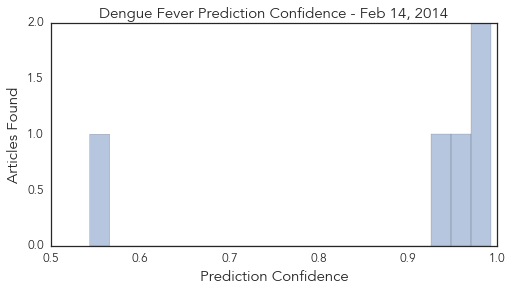 Dengue Fever Prediction Confidence - Feb 14, 2014
2.0
1.5
1.0
0.5
0.0
Articles Found
0.5 0.6 0.7 0.8 0.9 1.0
Prediction Confidence